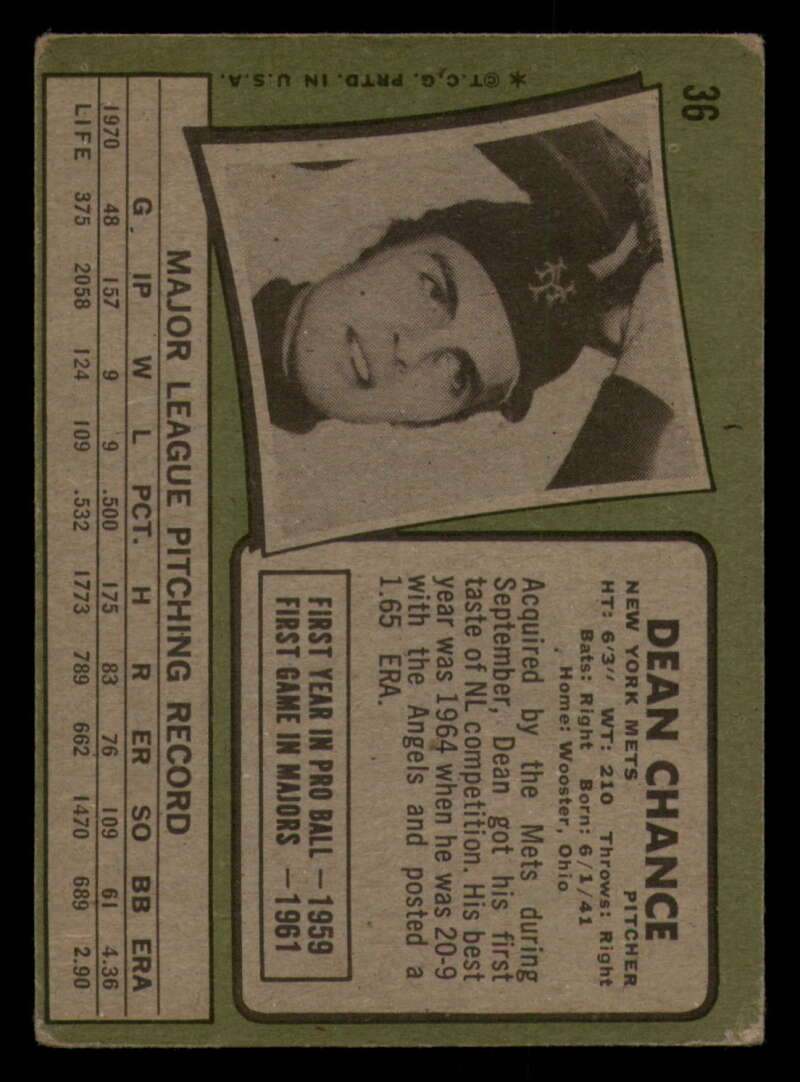 36
✶©T.C,G. PRTD. IN U.S.A.
DEAN CHANCE
NEW YORK METS PITCHER
HT: 6'3" WT: 210 Throws: Right
Bats: Right Born: 6/1/41
Home: Wooster, Ohio
Acquired by the Mets during
September, Dean got his first
taste of NL competition. His best
year was 1964 when he was 20-9
with the Angels and posted a
1.65 ERA.
FIRST YEAR IN PRO BALL — 1959
FIRST GAME IN MAJORS — 1961
MAJOR LEAGUE PITCHING RECORD
G. IP W L PCT. H R ER SO BB ERA
1970 48 157 9 9 .500 175 83 76 109 61 4.36
LIFE 375 2058 124 109 .532 1773 789 662 1470 689 2.90